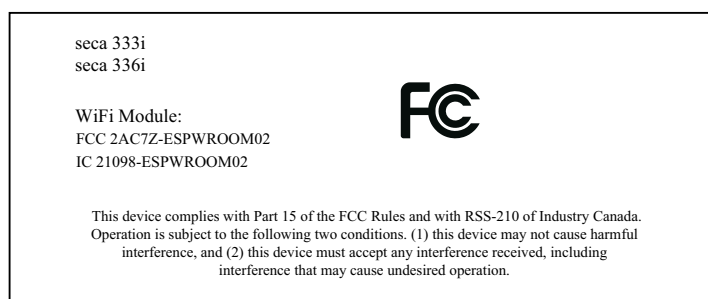 seca 333i
seca 336i
WiFi Module:
FCC 2AC7Z-ESPWROOM02
IC 21098-ESPWROOM02
FC
This device complies with Part 15 of the FCC Rules and with RSS-210 of Industry Canada.
Operation is subject to the following two conditions. (1) this device may not cause harmful
interference, and (2) this device must accept any interference received, including
interference that may cause undesired operation.